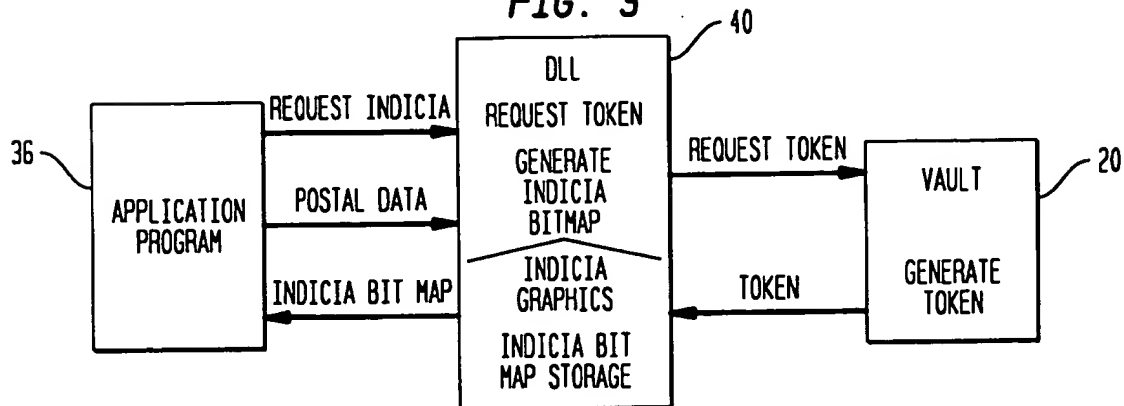 FIG. 3
40
DLL
REQUEST TOKEN
GENERATE
INDICIA
BITMAP
INDICIA
GRAPHICS
INDICIA BIT
MAP STORAGE
36
APPLICATION
PROGRAM
REQUEST INDICIA
POSTAL DATA
INDICIA BIT MAP
REQUEST TOKEN
TOKEN
20
VAULT
GENERATE
TOKEN